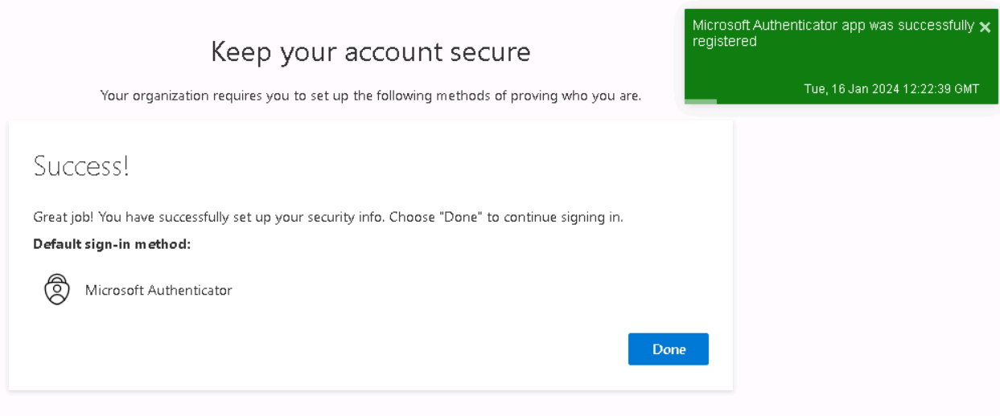 Keep your account secure
Your organization requires you to set up the following methods of proving who you are.
Microsoft Authenticator app was successfully
registered
Tue, 16 Jan 2024 12:22:39 GMT
Success!
Great job! You have successfully set up your security info. Choose "Done" to continue signing in.
Default sign-in method:
Microsoft Authenticator
Done